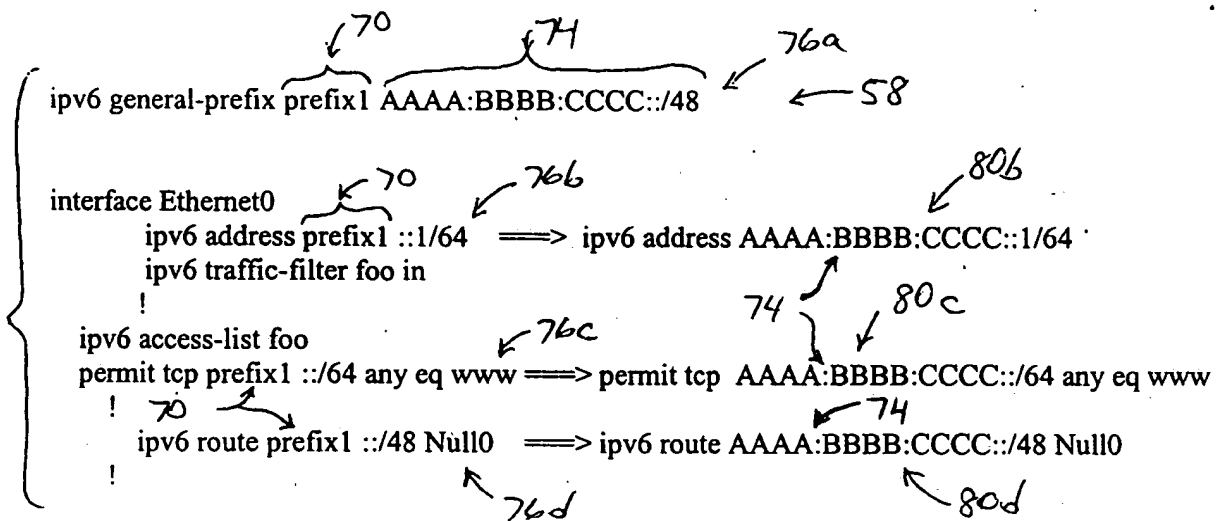 70 74 76a
ipv6 general-prefix prefix1 AAAA:BBBB:CCCC::/48 58
70 76b 80b
interface Ethernet0
ipv6 address prefix1 ::1/64 ===> ipv6 address AAAA:BBBB:CCCC::1/64
ipv6 traffic-filter foo in
!
74 80c
ipv6 access-list foo 76c
permit tcp prefix1 ::/64 any eq www ===> permit tcp AAAA:BBBB:CCCC::/64 any eq www
! 70 74
ipv6 route prefix1 ::/48 Null0 ===> ipv6 route AAAA:BBBB:CCCC::/48 Null0
!
76d 80d